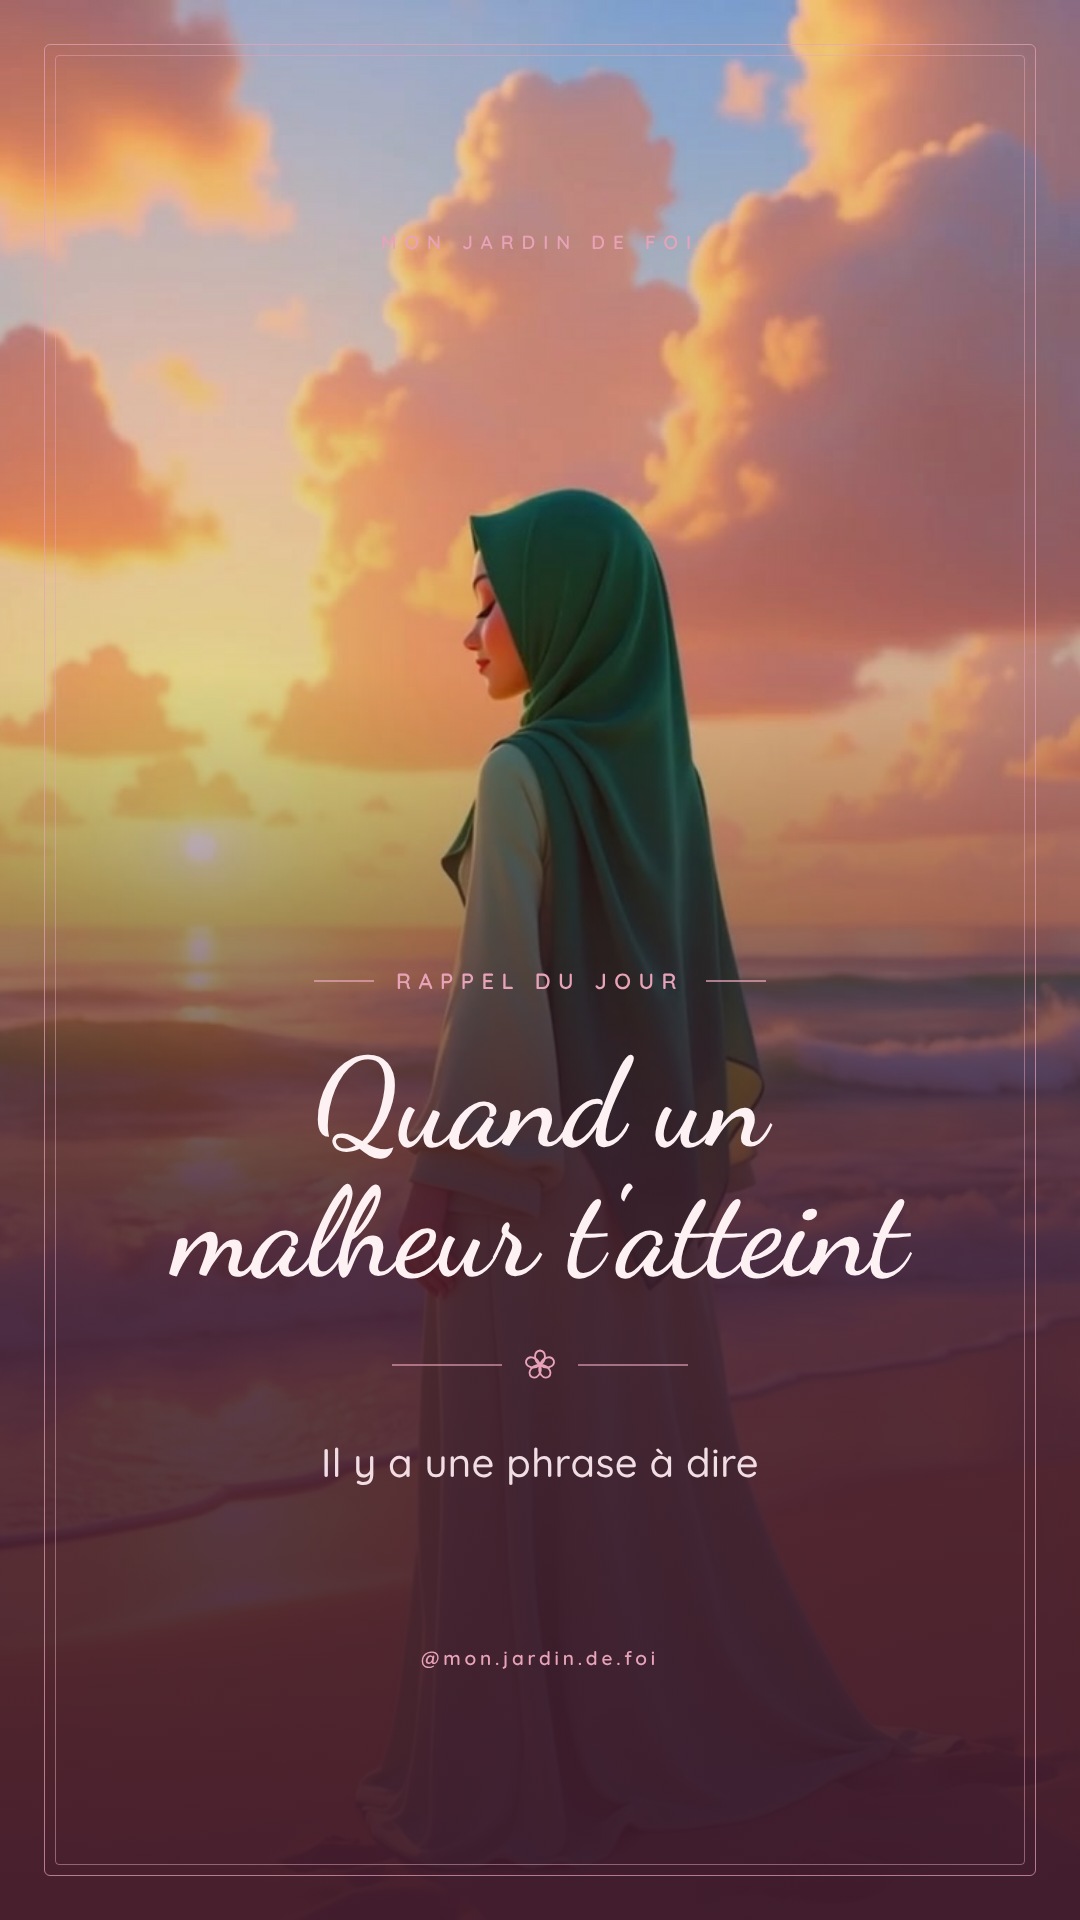 MON JARDIN DE FOI
RAPPEL DU JOUR
Quand un
malheur t'atteint
Il y a une phrase à dire
@mon.jardin.de.foi